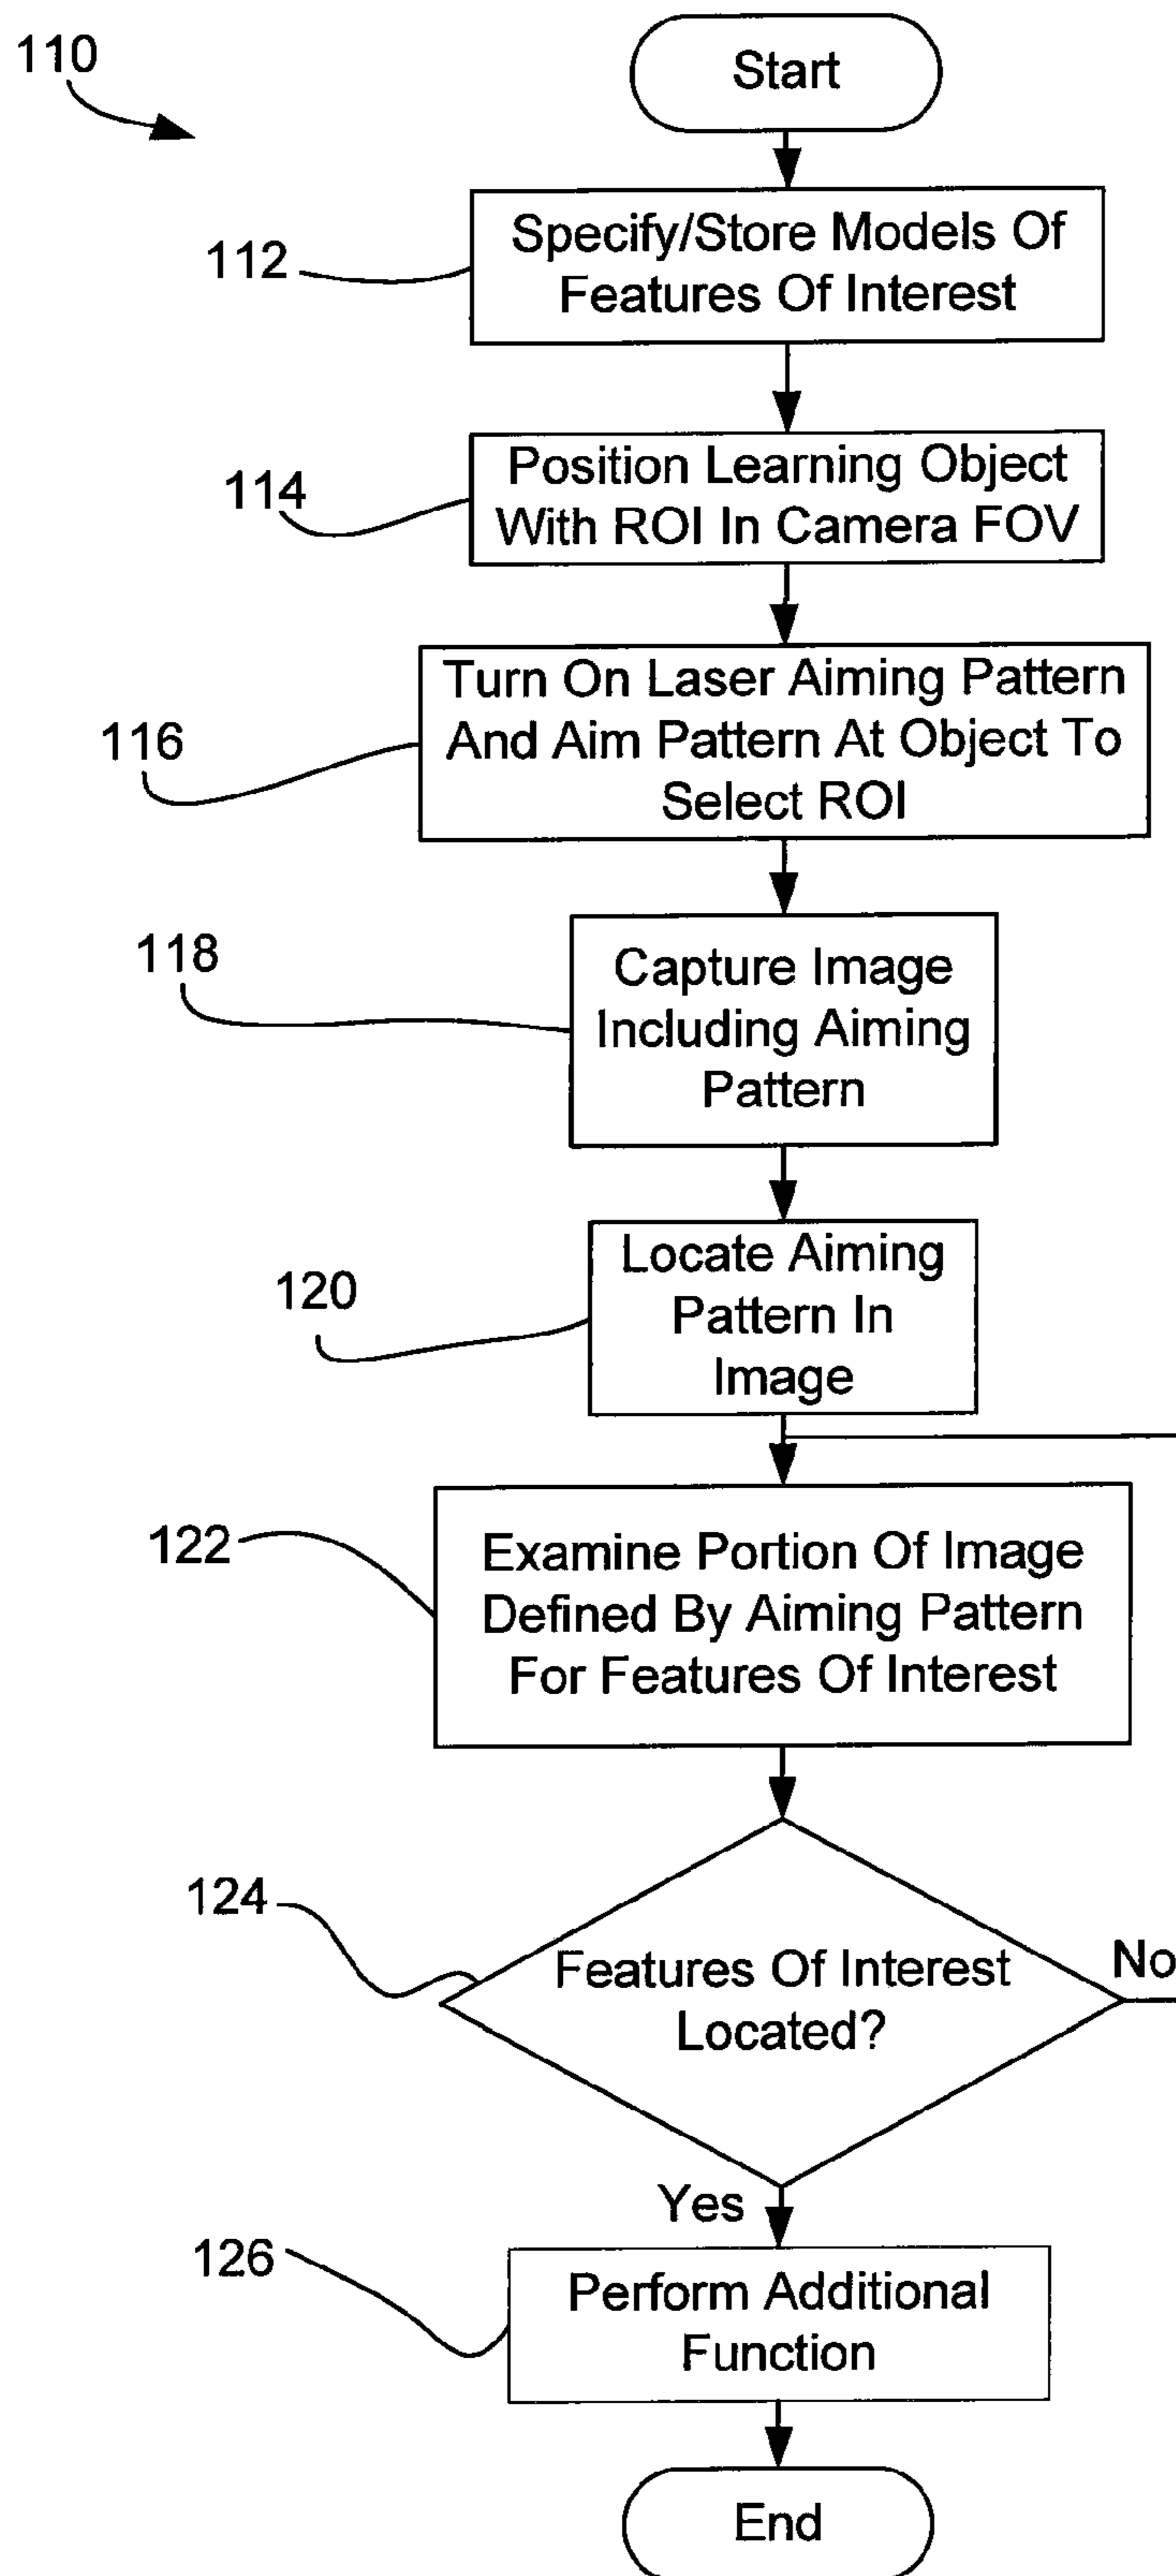 110
Start
112
Specify/Store Models Of
Features Of Interest
114
Position Learning Object
With ROI In Camera FOV
116
Turn On Laser Aiming Pattern
And Aim Pattern At Object To
Select ROI
118
Capture Image
Including Aiming
Pattern
120
Locate Aiming
Pattern In
Image
122
Examine Portion Of Image
Defined By Aiming Pattern
For Features Of Interest
124
Features Of Interest
Located?
No
Yes
126
Perform Additional
Function
End